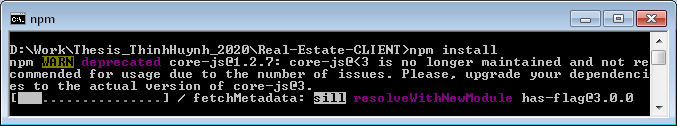 npm
D:\Work\Thesis_ThinhHuynh_2020\Real-Estate-CLIENT>npm install
npm WARN deprecated core-js@1.2.7: core-js@<3 is no longer maintained and not re
commended for usage due to the number of issues. Please, upgrade your dependenci
es to the actual version of core-js@3.
[    ...............] / fetchMetadata: sill resolveWithNewModule has-flag@3.0.0